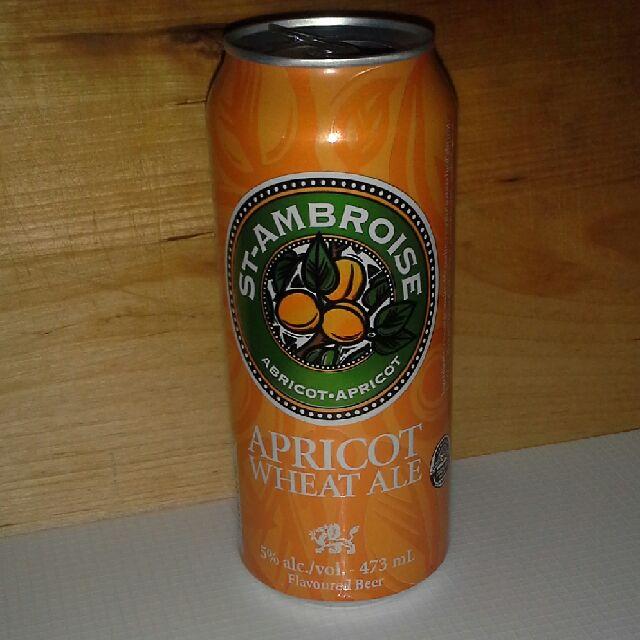 ST-AMBROISE
ABRICOT•APRICOT
APRICOT
WHEAT ALE
5% alc./vol. - 473 mL
Flavoured Beer